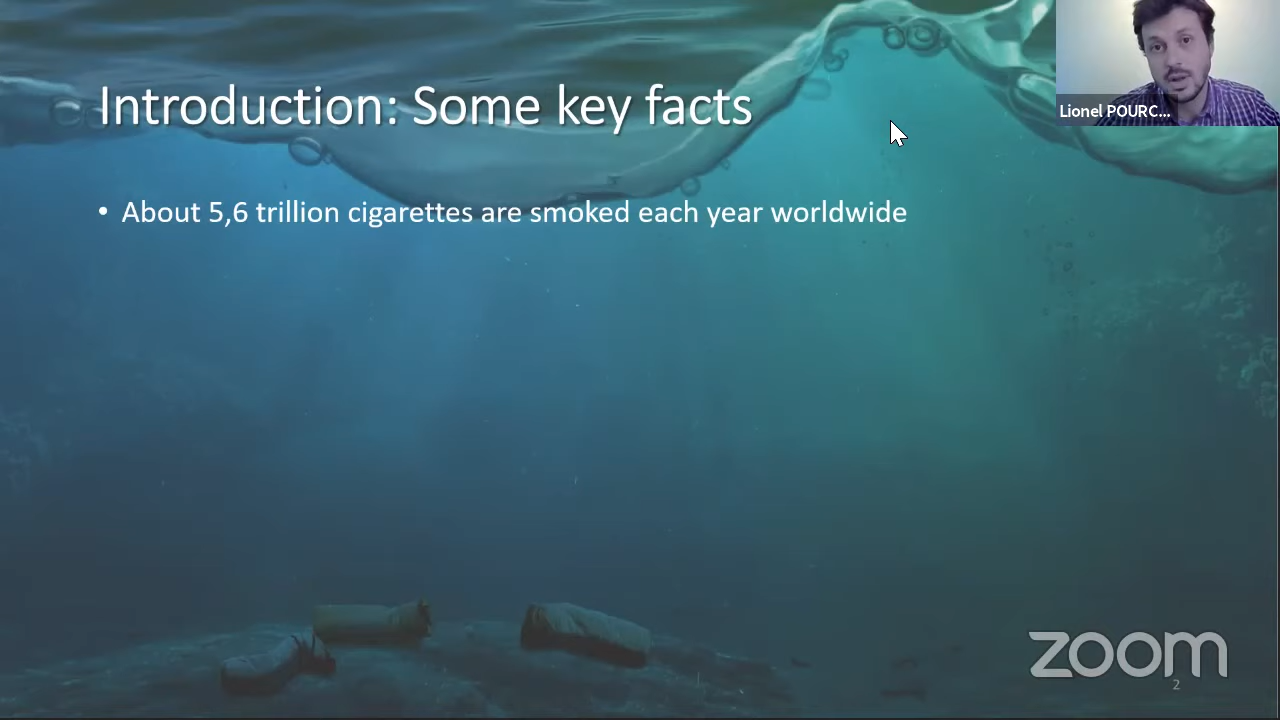 Introduction: Some key facts
Lionel POURC...
• About 5,6 trillion cigarettes are smoked each year worldwide
zoom
2